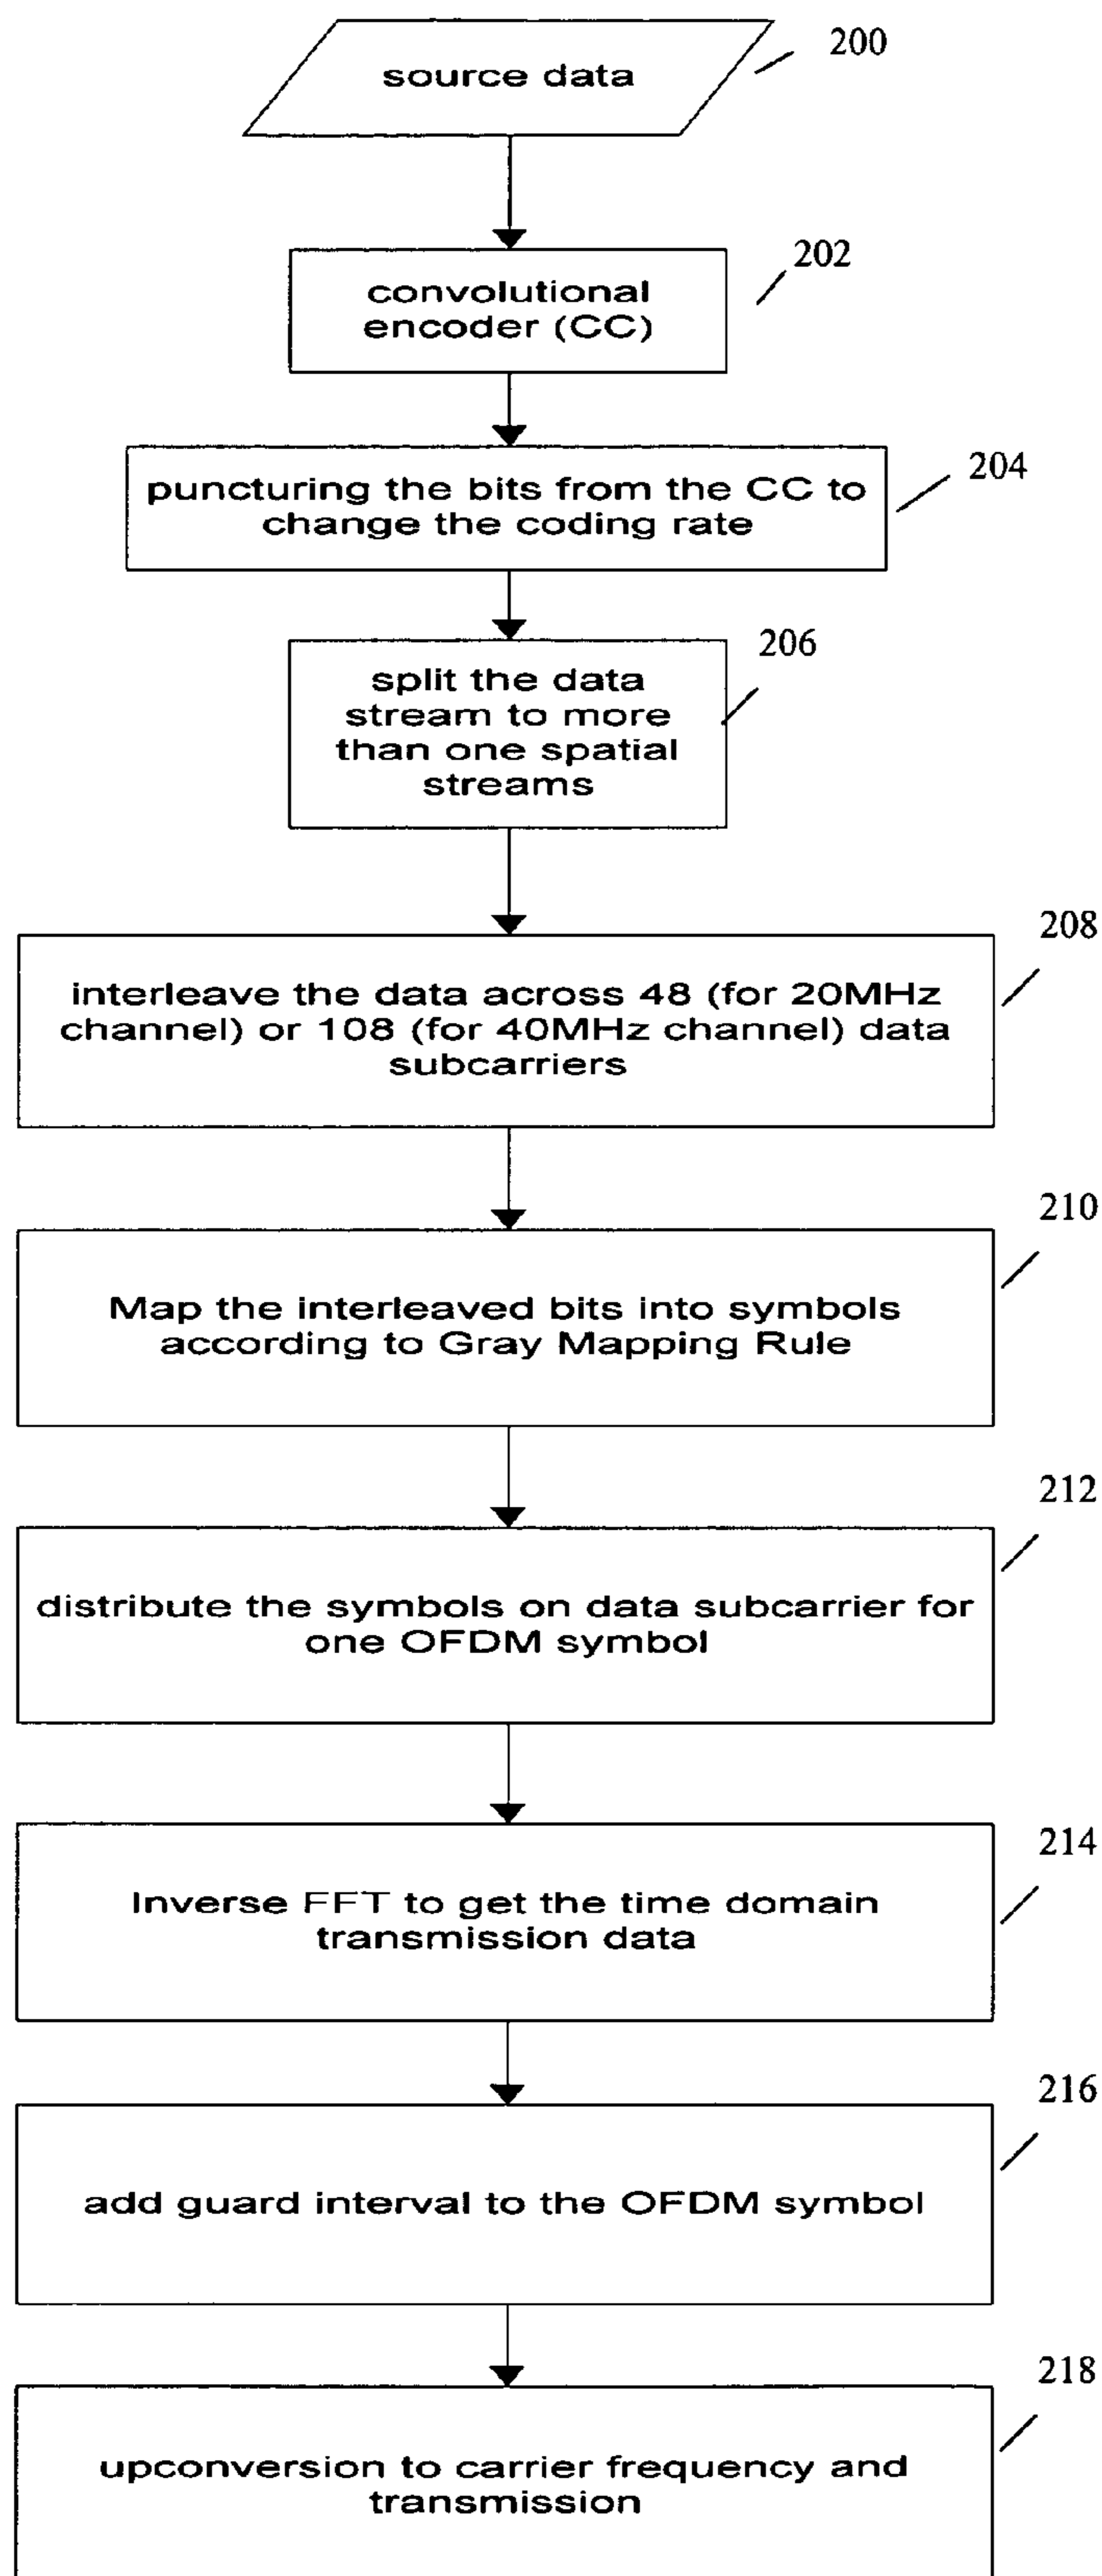 200
source data
202
convolutional
encoder (CC)
204
puncturing the bits from the CC to
change the coding rate
206
split the data
stream to more
than one spatial
streams
208
interleave the data across 48 (for 20MHz
channel) or 108 (for 40MHz channel) data
subcarriers
210
Map the interleaved bits into symbols
according to Gray Mapping Rule
212
distribute the symbols on data subcarrier for
one OFDM symbol
214
Inverse FFT to get the time domain
transmission data
216
add guard interval to the OFDM symbol
218
upconversion to carrier frequency and
transmission